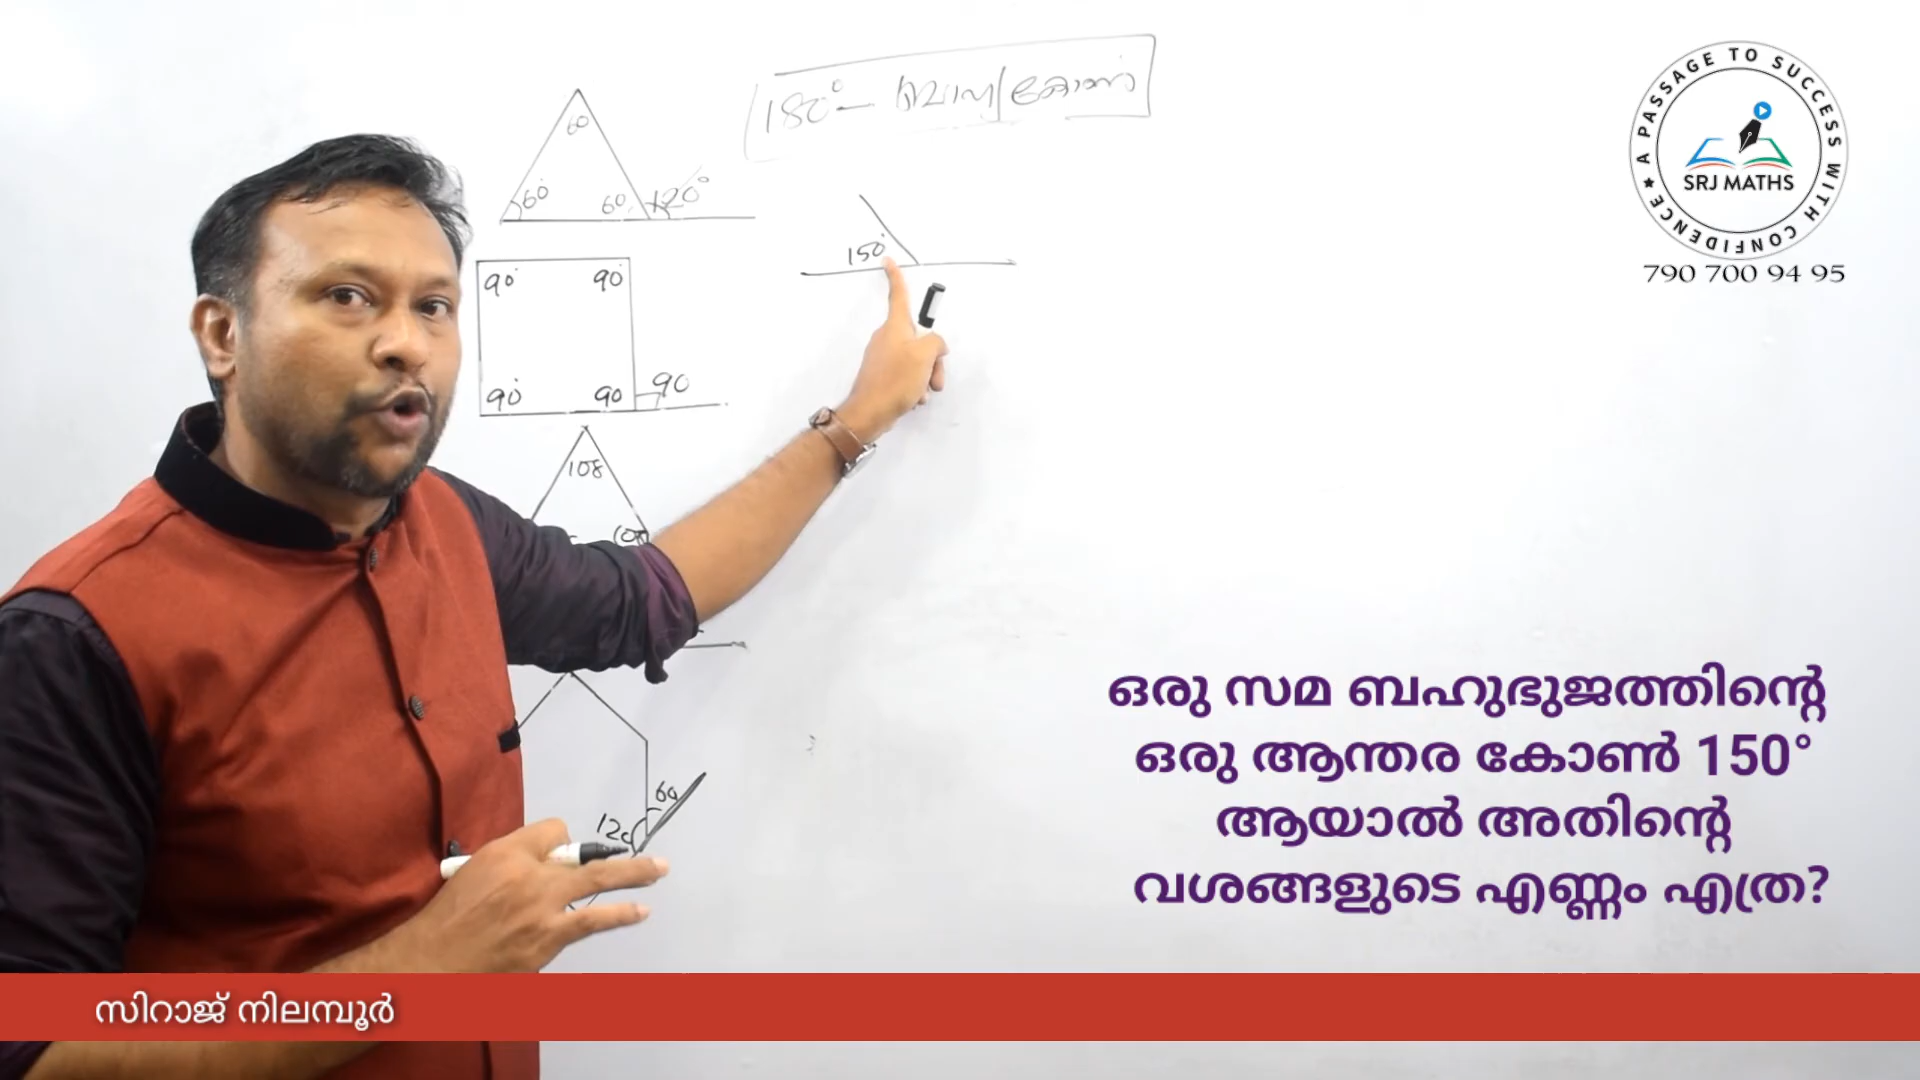 180° - ബാഹ്യകോൺ
60
60°
60
120°
150°
90°
90°
90°
90
90
108
108
60
120
A PASSAGE TO SUCCESS WITH CONFIDENCE
SRJ MATHS
790 700 94 95
ഒരു സമ ബഹുഭുജത്തിന്റെ
ഒരു ആന്തര കോൺ 150°
ആയാൽ അതിന്റെ
വശങ്ങളുടെ എണ്ണം എത്ര?
സിറാജ് നിലമ്പൂർ